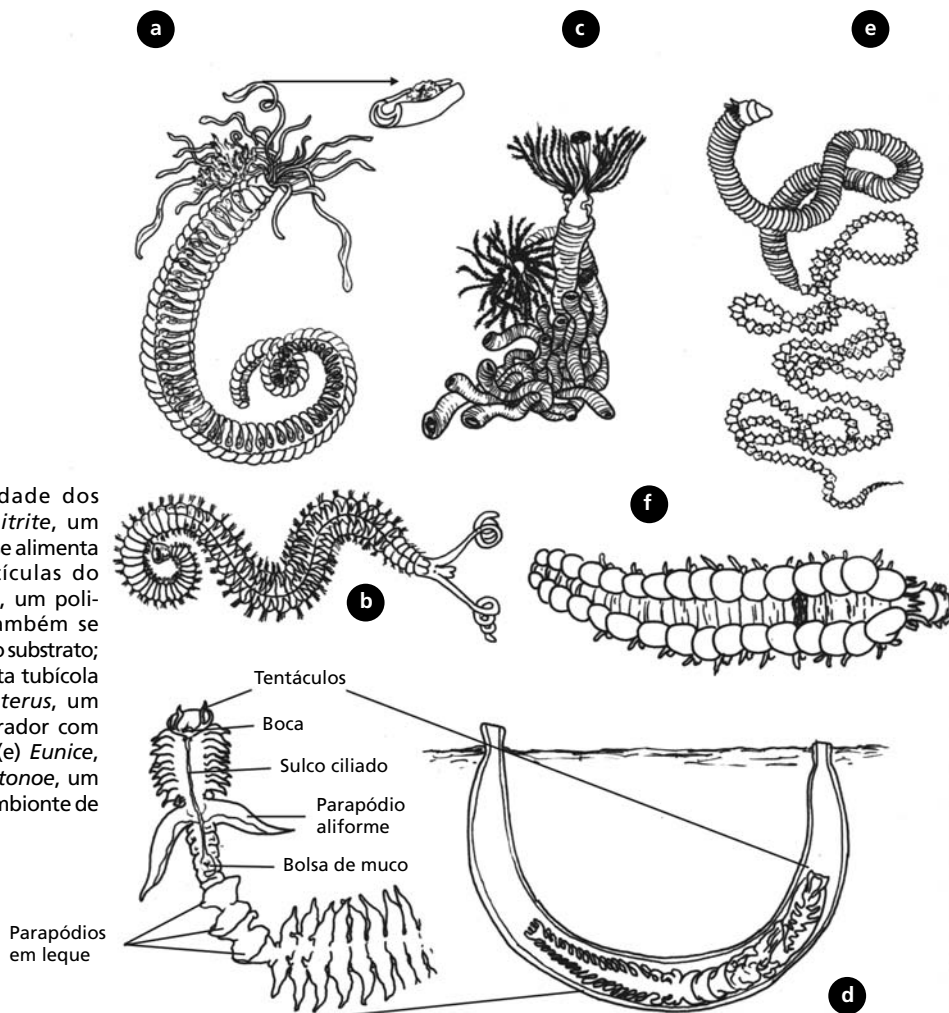 a
c
e
dade dos
itrite, um
e alimenta
tículas do
, um poli-
ambém se
o substrato;
ta tubícola
terus, um
rador com
(e) Eunice,
tonoe, um
mbionte de
f
b
Tentáculos
Boca
Sulco ciliado
Parapódio
aliforme
Bolsa de muco
Parapódios
em leque
d